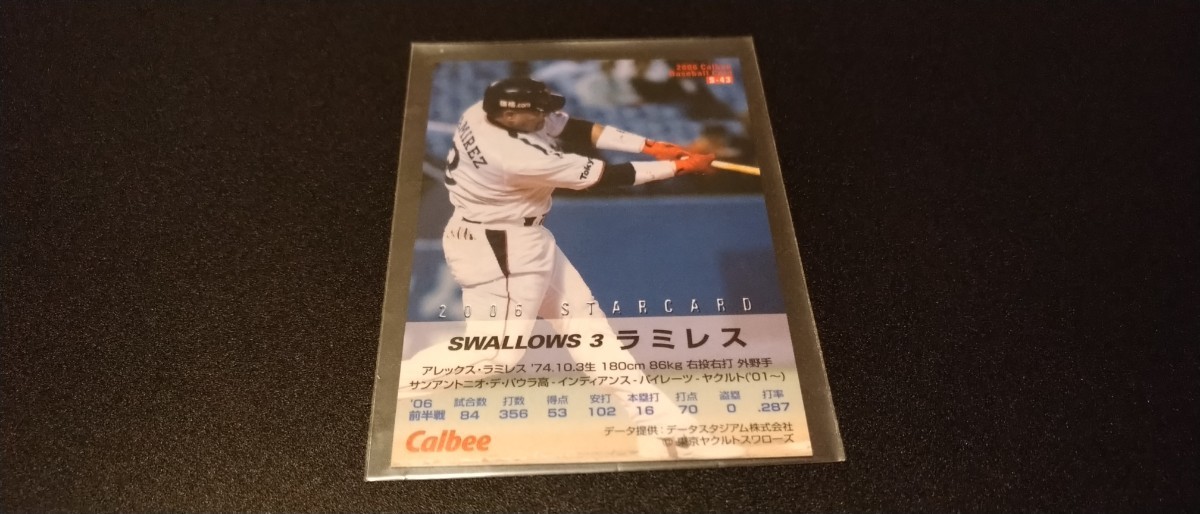 2006 Calbee
Baseball Card
S-43
RAMIREZ
Toky
2006 STARCARD
SWALLOWS 3 ラミレス
アレックス・ラミレス '74.10.3生 180cm 86kg 右投右打 外野手
サンアントニオ・デ・パウラ高-インディアンス-パイレーツ-ヤクルト('01〜)
'06 試合数 打数 得点 安打 本塁打 打点 盗塁 打率
前半戦 84 356 53 102 16 70 0 .287
Calbee
データ提供:データスタジアム株式会社
© 東京ヤクルトスワローズ